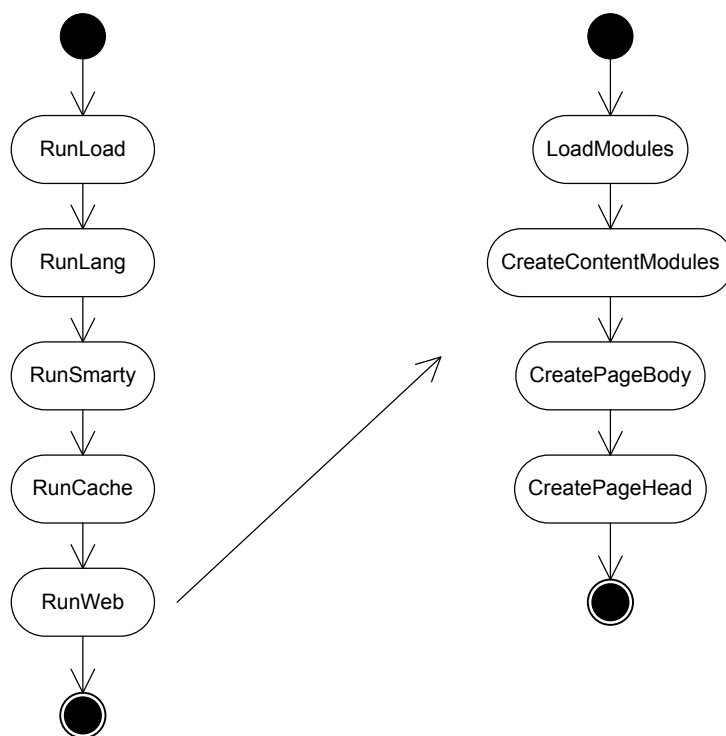 RunLoad
RunLang
RunSmarty
RunCache
RunWeb
LoadModules
CreateContentModules
CreatePageBody
CreatePageHead